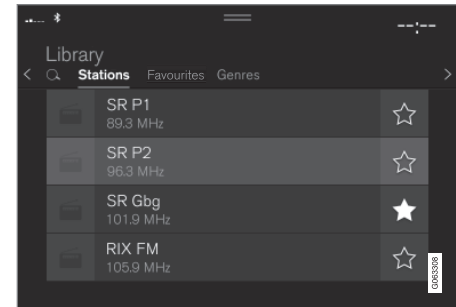 --:--
Library
Stations Favourites Genres
SR P1
89.3 MHz
SR P2
96.3 MHz
SR Gbg
101.9 MHz
RIX FM
105.9 MHz
G063308